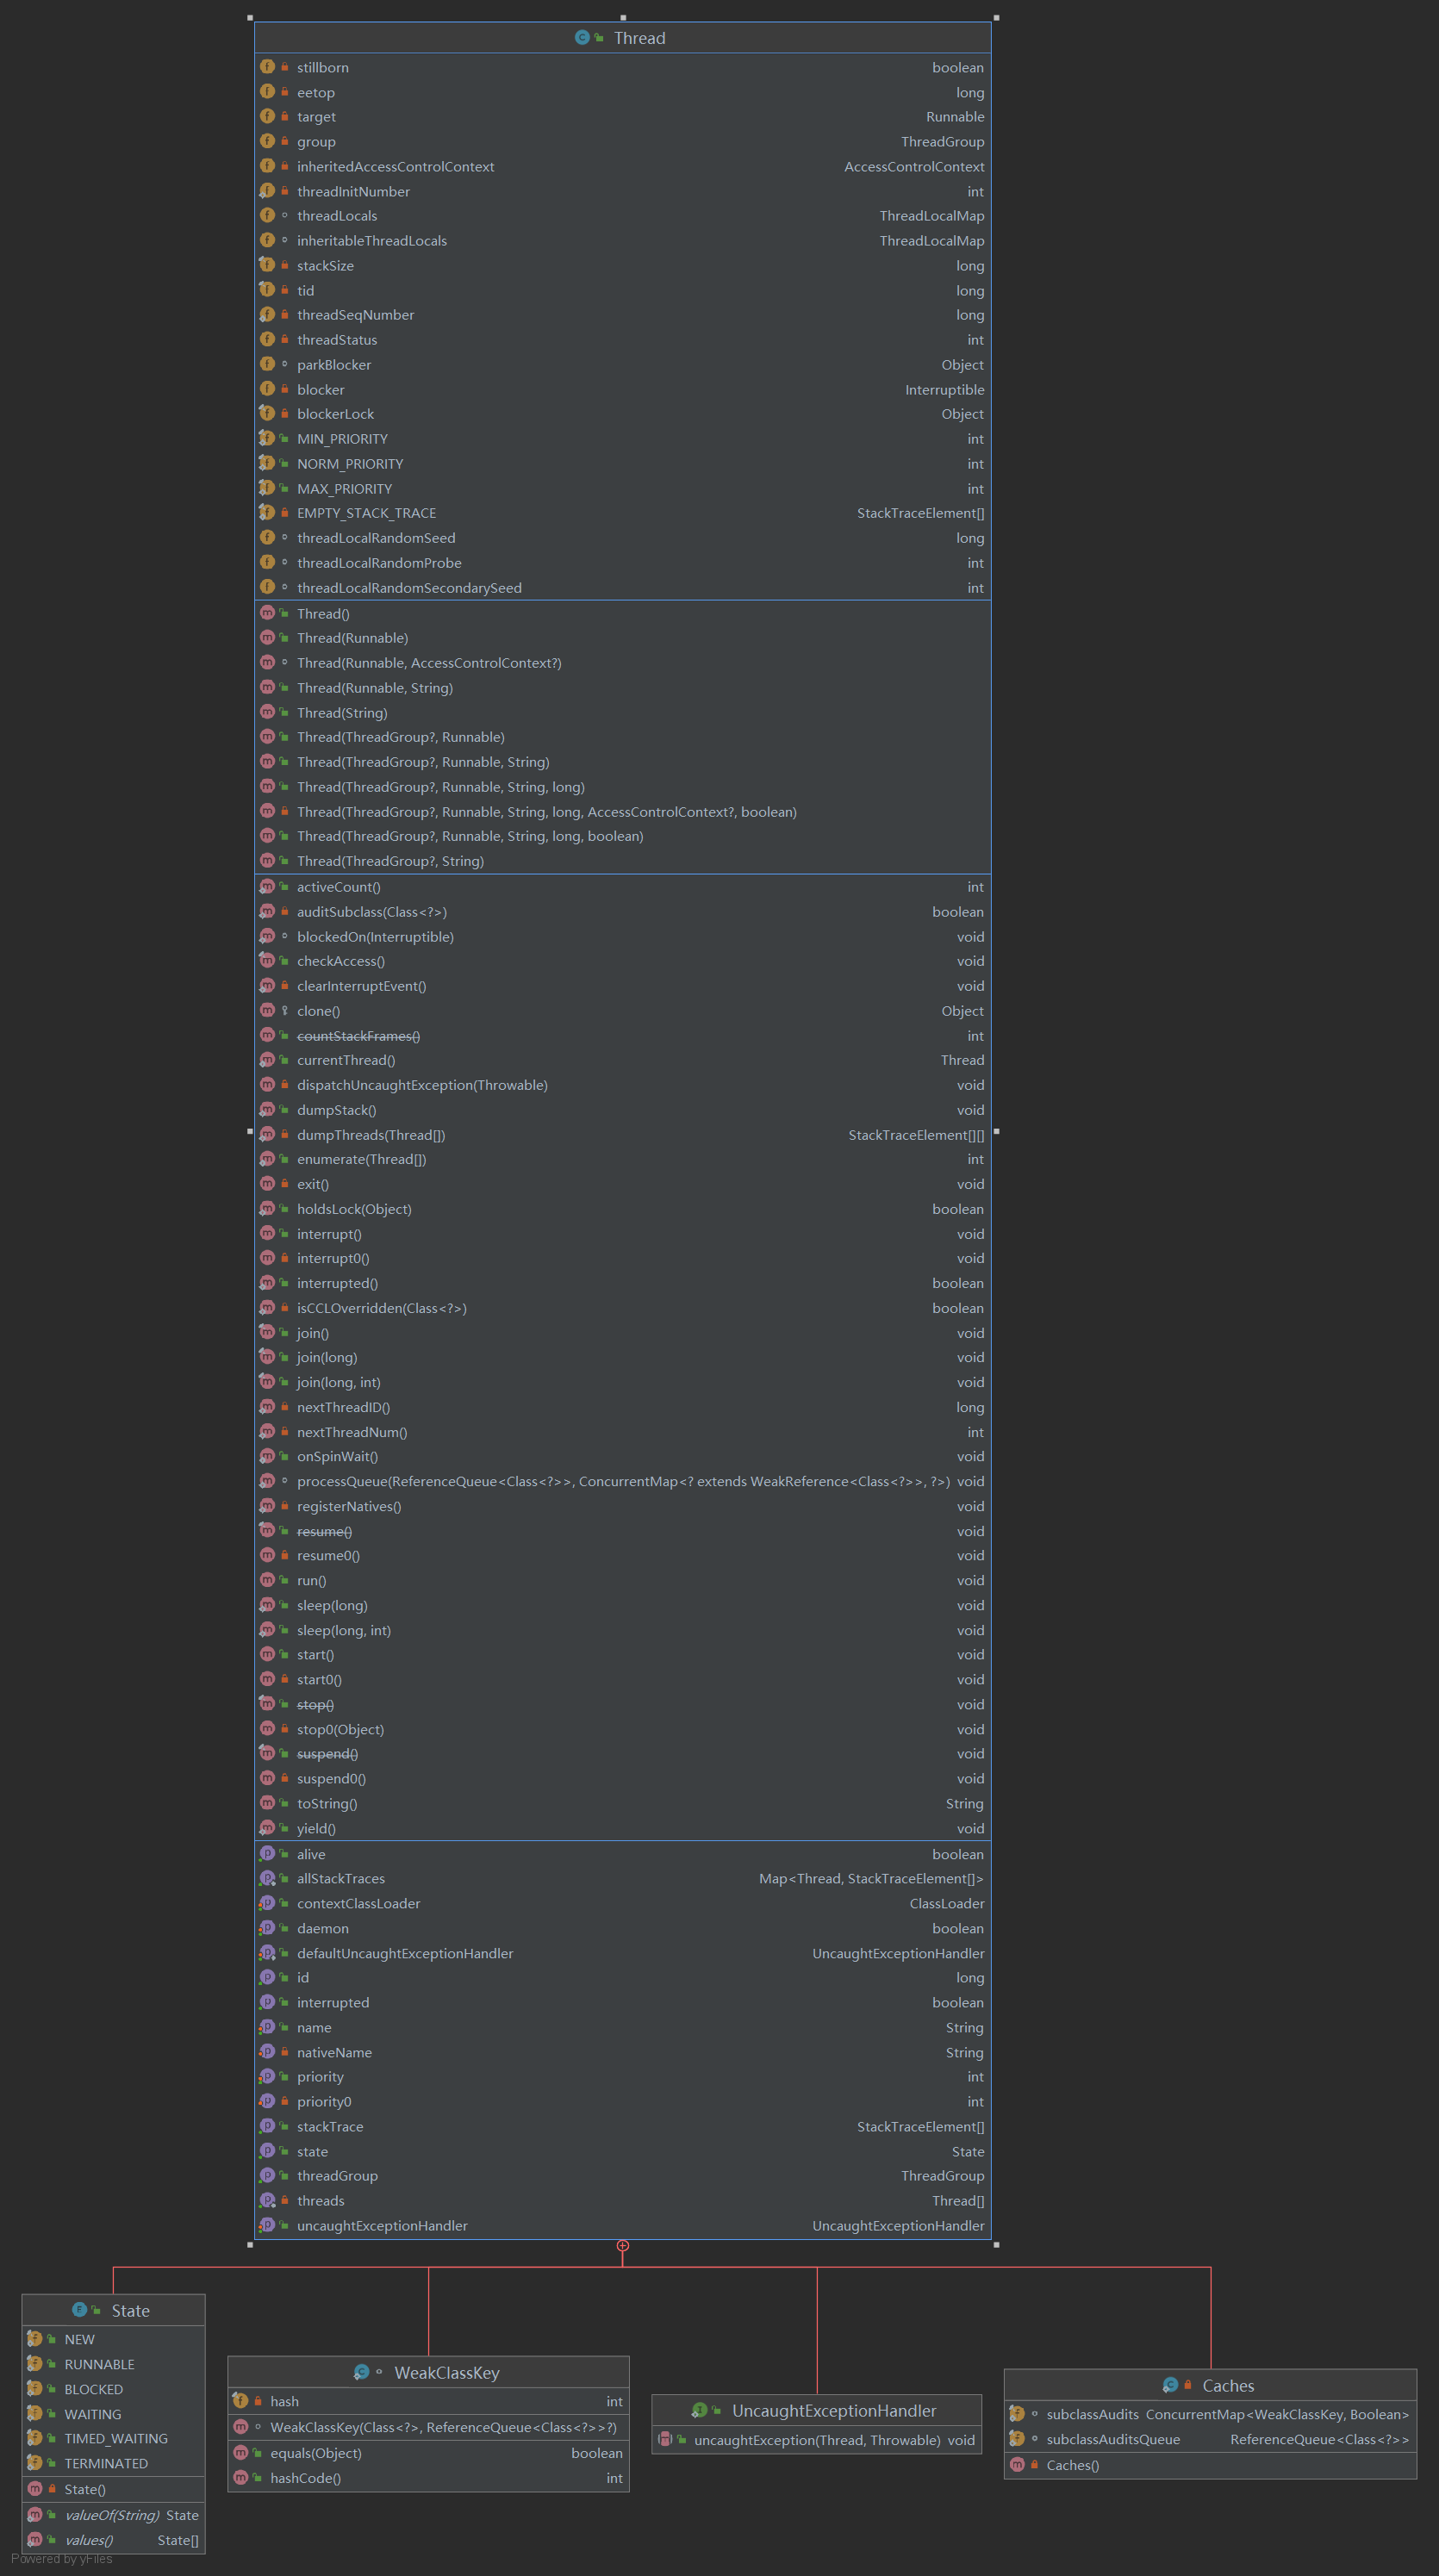 Thread
stillborn boolean
eetop long
target Runnable
group ThreadGroup
inheritedAccessControlContext AccessControlContext
threadInitNumber int
threadLocals ThreadLocalMap
inheritableThreadLocals ThreadLocalMap
stackSize long
tid long
threadSeqNumber long
threadStatus int
parkBlocker Object
blocker Interruptible
blockerLock Object
MIN_PRIORITY int
NORM_PRIORITY int
MAX_PRIORITY int
EMPTY_STACK_TRACE StackTraceElement[]
threadLocalRandomSeed long
threadLocalRandomProbe int
threadLocalRandomSecondarySeed int
Thread()
Thread(Runnable)
Thread(Runnable, AccessControlContext?)
Thread(Runnable, String)
Thread(String)
Thread(ThreadGroup?, Runnable)
Thread(ThreadGroup?, Runnable, String)
Thread(ThreadGroup?, Runnable, String, long)
Thread(ThreadGroup?, Runnable, String, long, AccessControlContext?, boolean)
Thread(ThreadGroup?, Runnable, String, long, boolean)
Thread(ThreadGroup?, String)
activeCount() int
auditSubclass(Class<?>) boolean
blockedOn(Interruptible) void
checkAccess() void
clearInterruptEvent() void
clone() Object
countStackFrames() int
currentThread() Thread
dispatchUncaughtException(Throwable) void
dumpStack() void
dumpThreads(Thread[]) StackTraceElement[][]
enumerate(Thread[]) int
exit() void
holdsLock(Object) boolean
interrupt() void
interrupt0() void
interrupted() boolean
isCCLOverridden(Class<?>) boolean
join() void
join(long) void
join(long, int) void
nextThreadID() long
nextThreadNum() int
onSpinWait() void
processQueue(ReferenceQueue<Class<?>>, ConcurrentMap<? extends WeakReference<Class<?>>, ?>) void
registerNatives() void
resume() void
resume0() void
run() void
sleep(long) void
sleep(long, int) void
start() void
start0() void
stop() void
stop0(Object) void
suspend() void
suspend0() void
toString() String
yield() void
alive boolean
allStackTraces Map<Thread, StackTraceElement[]>
contextClassLoader ClassLoader
daemon boolean
defaultUncaughtExceptionHandler UncaughtExceptionHandler
id long
interrupted boolean
name String
nativeName String
priority int
priority0 int
stackTrace StackTraceElement[]
state State
threadGroup ThreadGroup
threads Thread[]
uncaughtExceptionHandler UncaughtExceptionHandler
State
NEW
RUNNABLE
BLOCKED
WAITING
TIMED_WAITING
TERMINATED
State()
valueOf(String) State
values() State[]
WeakClassKey
hash int
WeakClassKey(Class<?>, ReferenceQueue<Class<?>>?)
equals(Object) boolean
hashCode() int
UncaughtExceptionHandler
uncaughtException(Thread, Throwable) void
Caches
subclassAudits ConcurrentMap<WeakClassKey, Boolean>
subclassAuditsQueue ReferenceQueue<Class<?>>
Caches()
Powered by yFiles